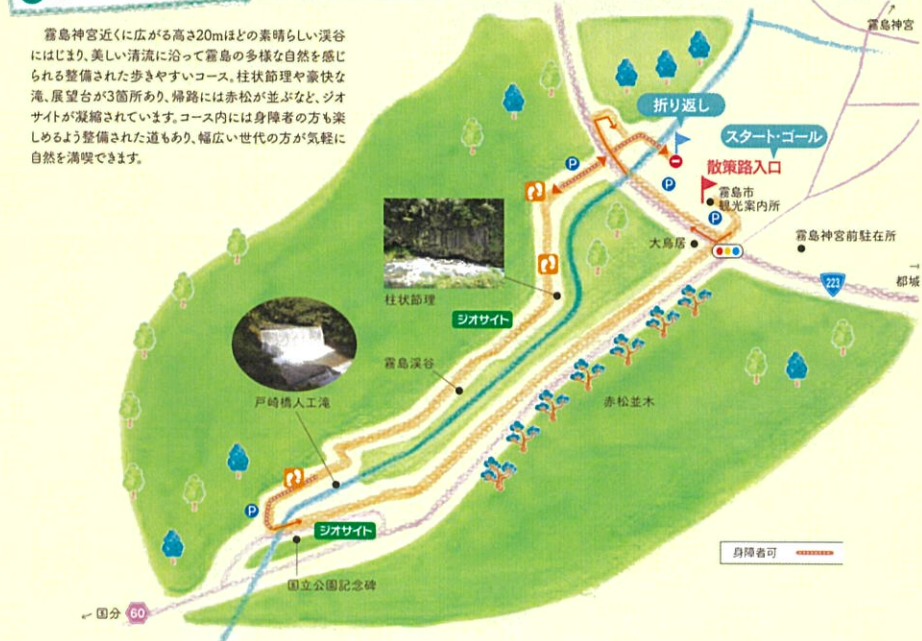 霧島神宮近くに広がる高さ20mほどの素晴らしい渓谷
にはじまり、美しい清流に沿って霧島の多様な自然を感じ
られる整備された歩きやすいコース。柱状節理や豪快な
滝、展望台が3箇所あり、帰路には赤松が並ぶなど、ジオ
サイトが凝縮されています。コース内には身障者の方も楽
しめるよう整備された道もあり、幅広い世代の方が気軽に
自然を満喫できます。
霧島神宮
折り返し
スタート・ゴール
P
散策路入口
P
霧島市
観光案内所
P
大鳥居
霧島神宮前駐在所
223
都城
柱状節理
ジオサイト
霧島渓谷
戸崎橋人工滝
赤松並木
P
ジオサイト
身障者可
国立公園記念碑
←国分 60